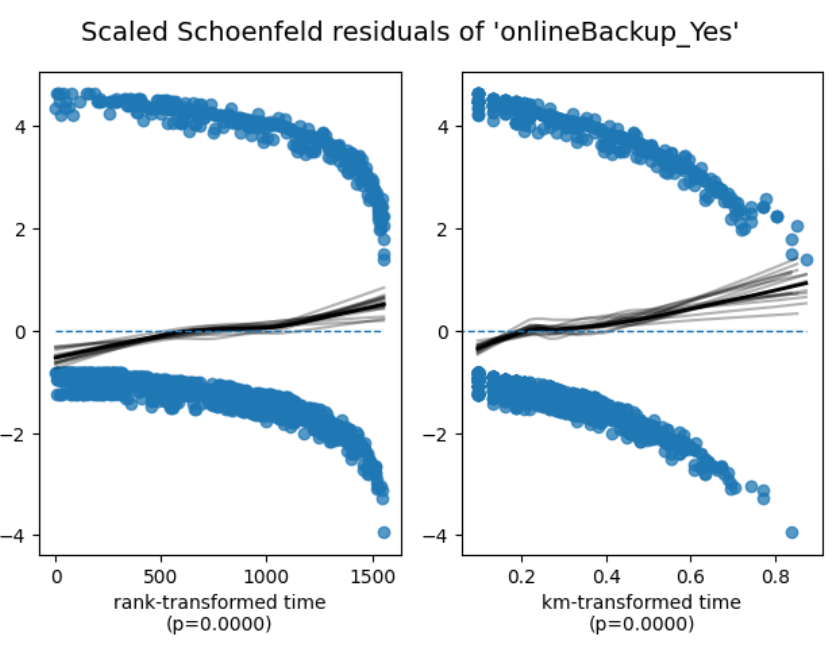 Scaled Schoenfeld residuals of 'onlineBackup_Yes'
4
2
0
−2
−4
0 500 1000 1500
rank-transformed time
(p=0.0000)
4
2
0
−2
−4
0.2 0.4 0.6 0.8
km-transformed time
(p=0.0000)